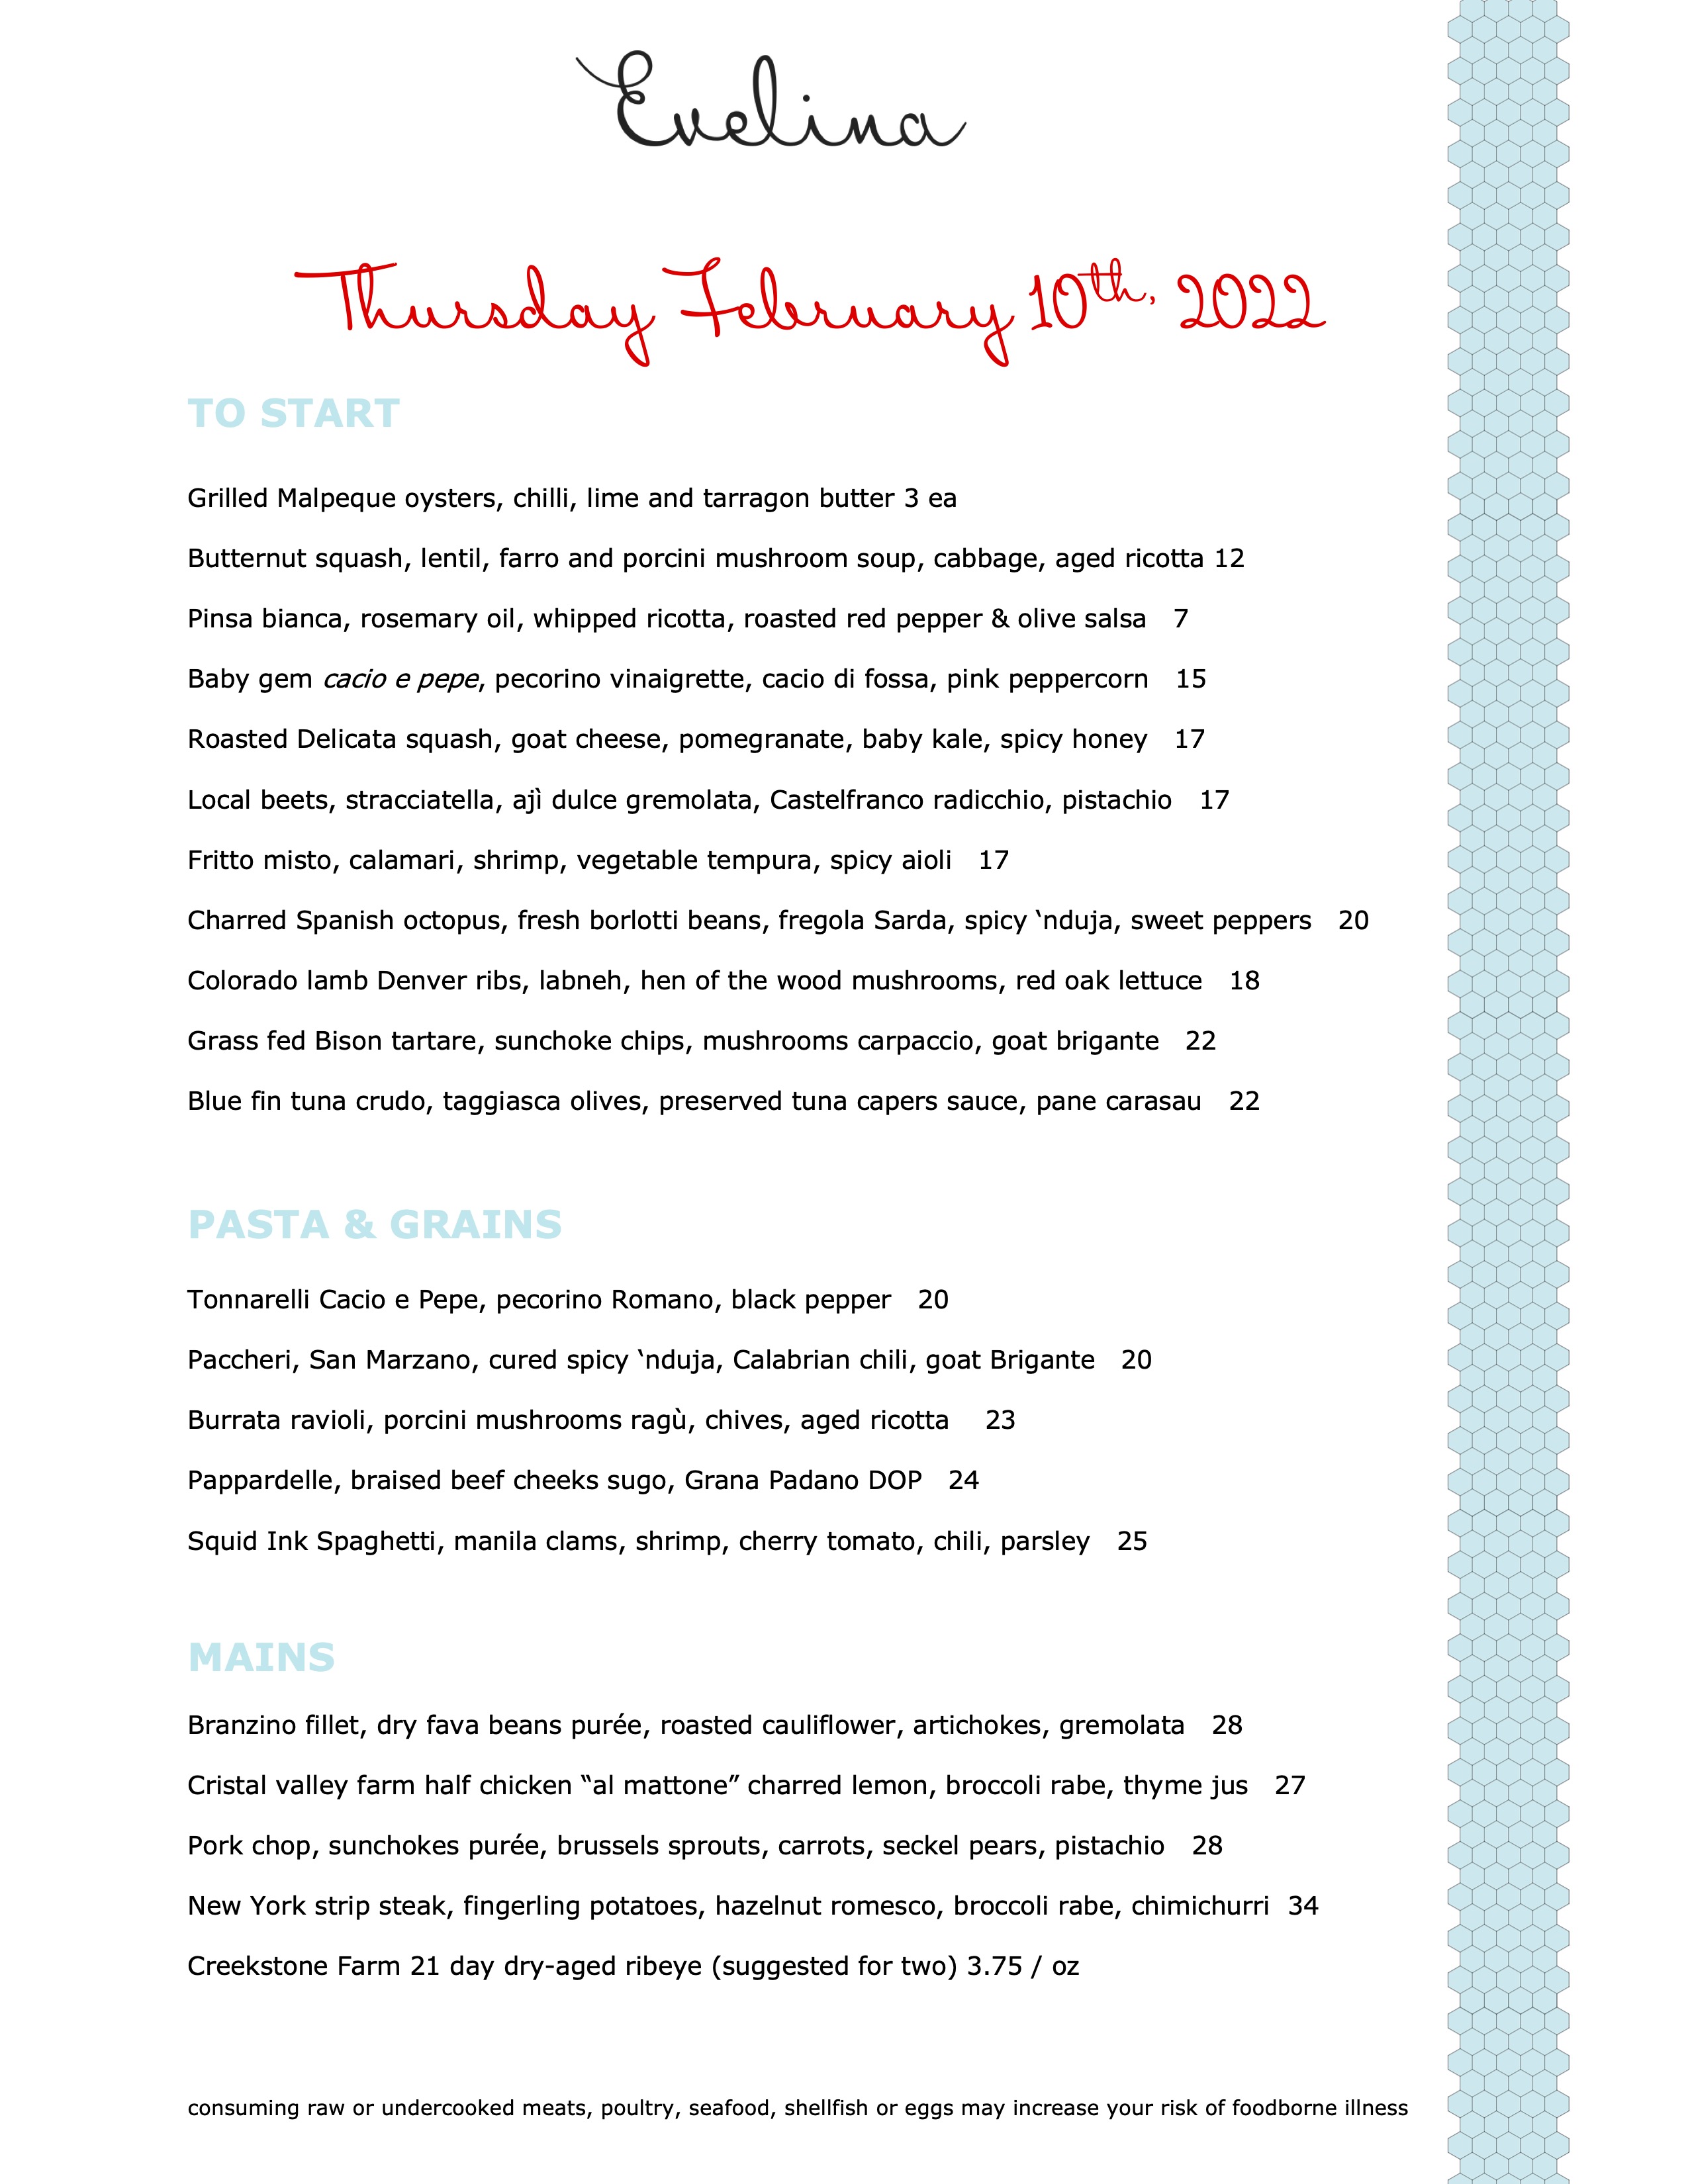 Evelina
Thursday February 10th, 2022
TO START
Grilled Malpeque oysters, chilli, lime and tarragon butter 3 ea
Butternut squash, lentil, farro and porcini mushroom soup, cabbage, aged ricotta 12
Pinsa bianca, rosemary oil, whipped ricotta, roasted red pepper & olive salsa 7
Baby gem cacio e pepe, pecorino vinaigrette, cacio di fossa, pink peppercorn 15
Roasted Delicata squash, goat cheese, pomegranate, baby kale, spicy honey 17
Local beets, stracciatella, ajì dulce gremolata, Castelfranco radicchio, pistachio 17
Fritto misto, calamari, shrimp, vegetable tempura, spicy aioli 17
Charred Spanish octopus, fresh borlotti beans, fregola Sarda, spicy ‘nduja, sweet peppers 20
Colorado lamb Denver ribs, labneh, hen of the wood mushrooms, red oak lettuce 18
Grass fed Bison tartare, sunchoke chips, mushrooms carpaccio, goat brigante 22
Blue fin tuna crudo, taggiasca olives, preserved tuna capers sauce, pane carasau 22
PASTA & GRAINS
Tonnarelli Cacio e Pepe, pecorino Romano, black pepper 20
Paccheri, San Marzano, cured spicy ‘nduja, Calabrian chili, goat Brigante 20
Burrata ravioli, porcini mushrooms ragù, chives, aged ricotta 23
Pappardelle, braised beef cheeks sugo, Grana Padano DOP 24
Squid Ink Spaghetti, manila clams, shrimp, cherry tomato, chili, parsley 25
MAINS
Branzino fillet, dry fava beans purée, roasted cauliflower, artichokes, gremolata 28
Cristal valley farm half chicken “al mattone” charred lemon, broccoli rabe, thyme jus 27
Pork chop, sunchokes purée, brussels sprouts, carrots, seckel pears, pistachio 28
New York strip steak, fingerling potatoes, hazelnut romesco, broccoli rabe, chimichurri 34
Creekstone Farm 21 day dry-aged ribeye (suggested for two) 3.75 / oz
consuming raw or undercooked meats, poultry, seafood, shellfish or eggs may increase your risk of foodborne illness